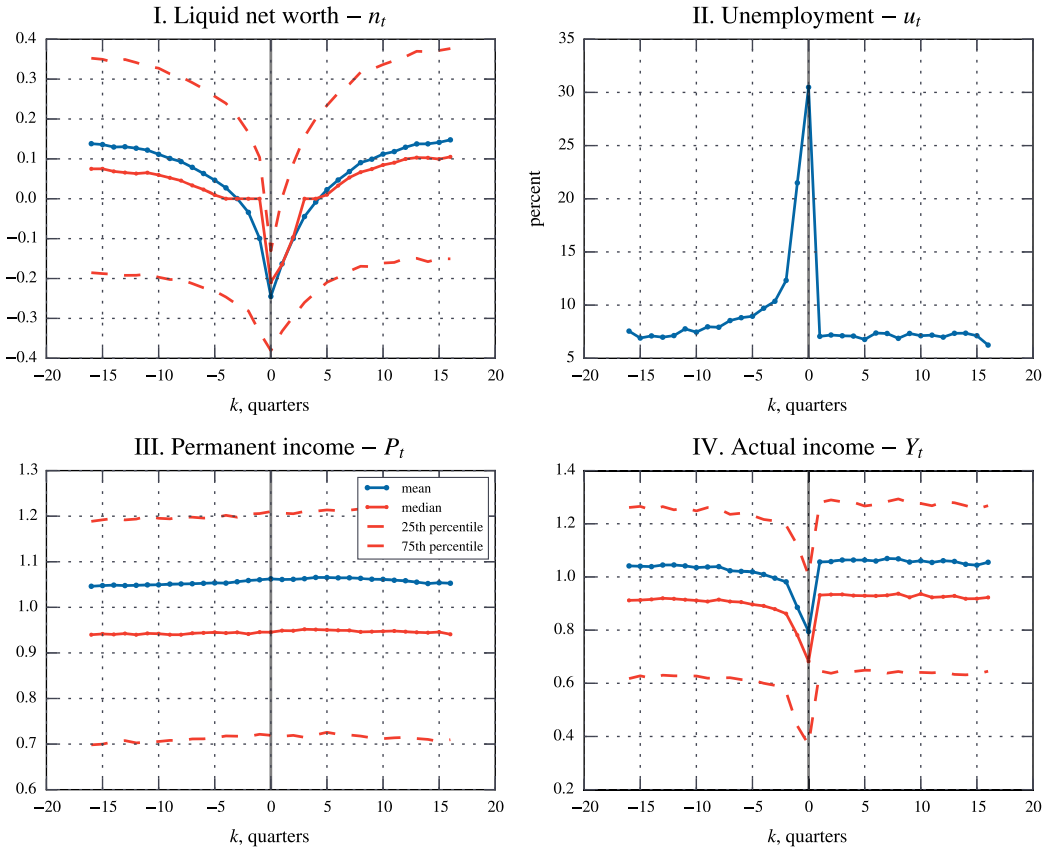 I. Liquid net worth – n_t
0.4
0.3
0.2
0.1
0.0
−0.1
−0.2
−0.3
−0.4
−20 −15 −10 −5 0 5 10 15 20
k, quarters
II. Unemployment – u_t
percent
35
30
25
20
15
10
5
−20 −15 −10 −5 0 5 10 15 20
k, quarters
III. Permanent income – P_t
1.3
1.2
1.1
1.0
0.9
0.8
0.7
0.6
mean
median
25th percentile
75th percentile
−20 −15 −10 −5 0 5 10 15 20
k, quarters
IV. Actual income – Y_t
1.4
1.2
1.0
0.8
0.6
0.4
0.2
−20 −15 −10 −5 0 5 10 15 20
k, quarters